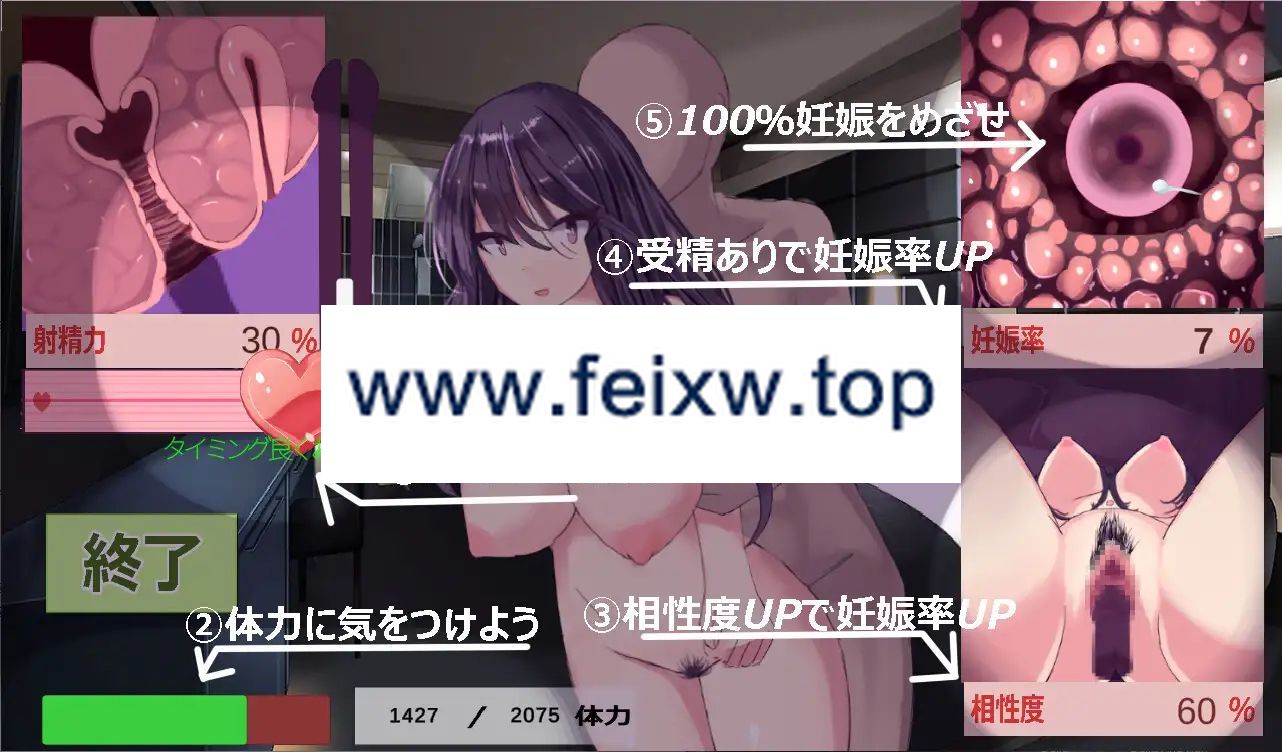 ⑤100%妊娠をめざせ
④受精ありで妊娠率UP
射精力 30 %
妊娠率 7 %
www.feixw.top
タイミング良く
終了
②体力に気をつけよう
③相性度UPで妊娠率UP
1427 / 2075 体力
相性度 60 %